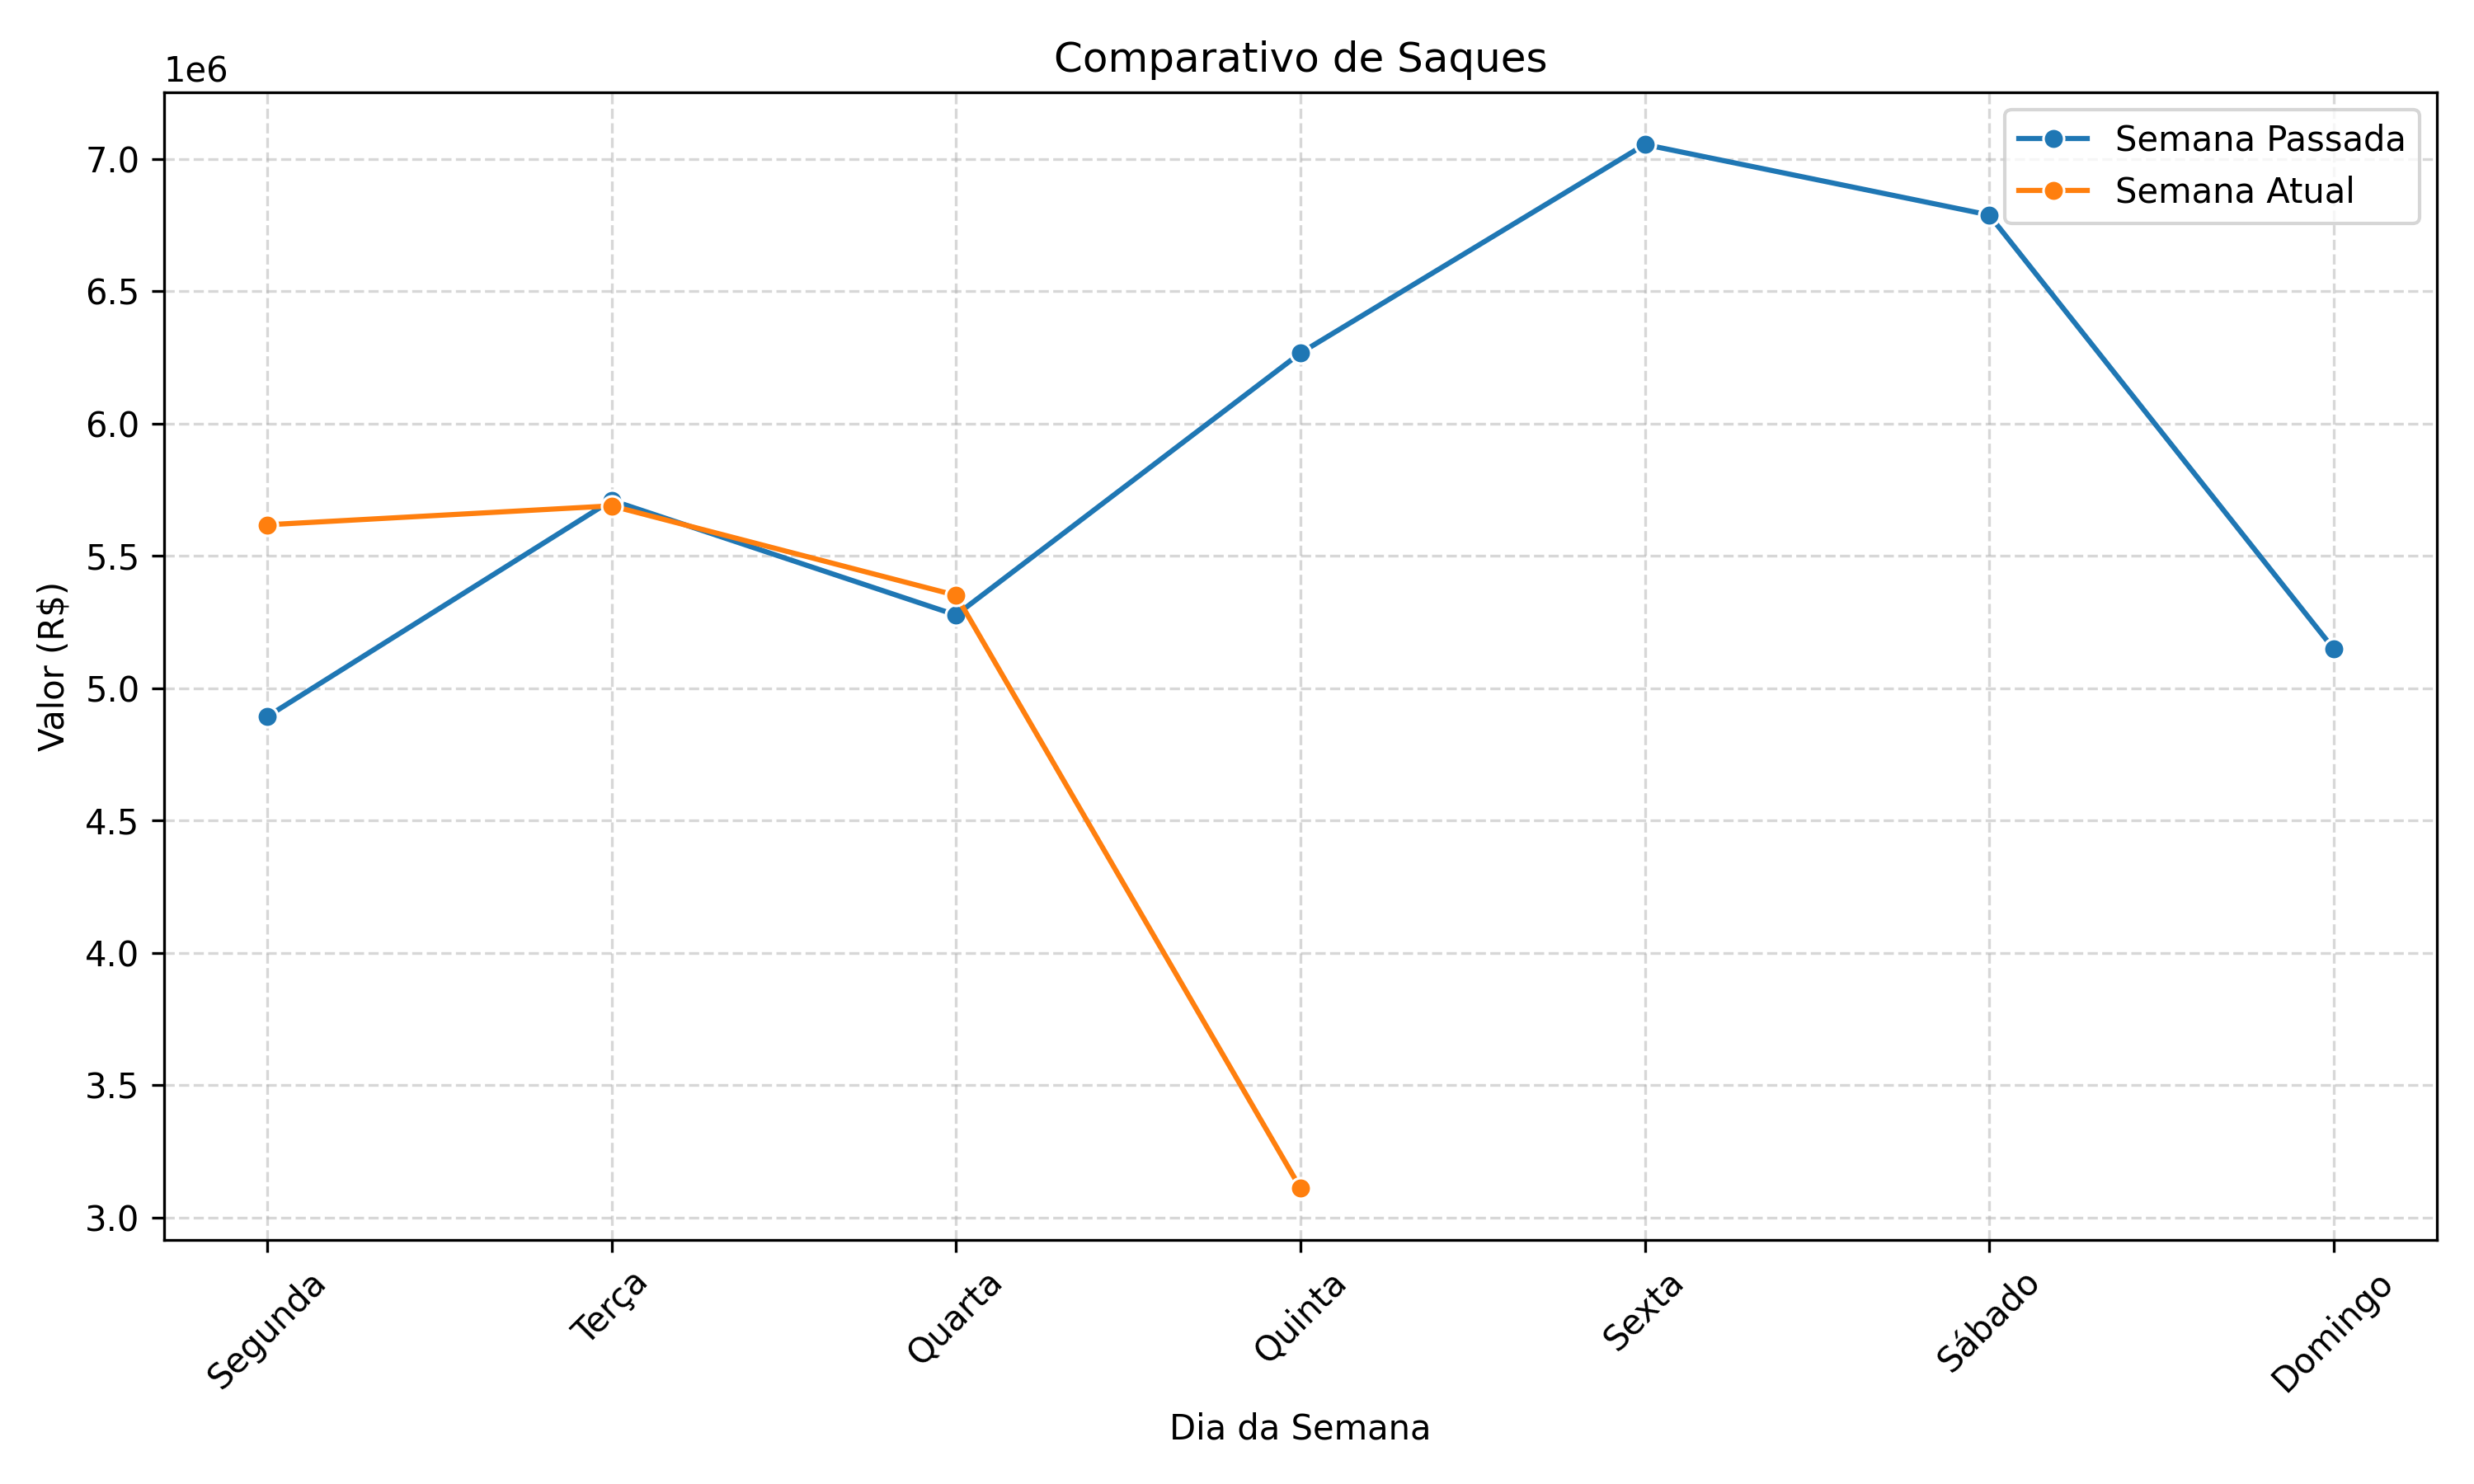 Comparativo de Saques
1e6
Semana Passada
Semana Atual
7.0
6.5
6.0
5.5
5.0
4.5
4.0
3.5
3.0
Valor (R$)
Segunda
Terça
Quarta
Quinta
Sexta
Sábado
Domingo
Dia da Semana